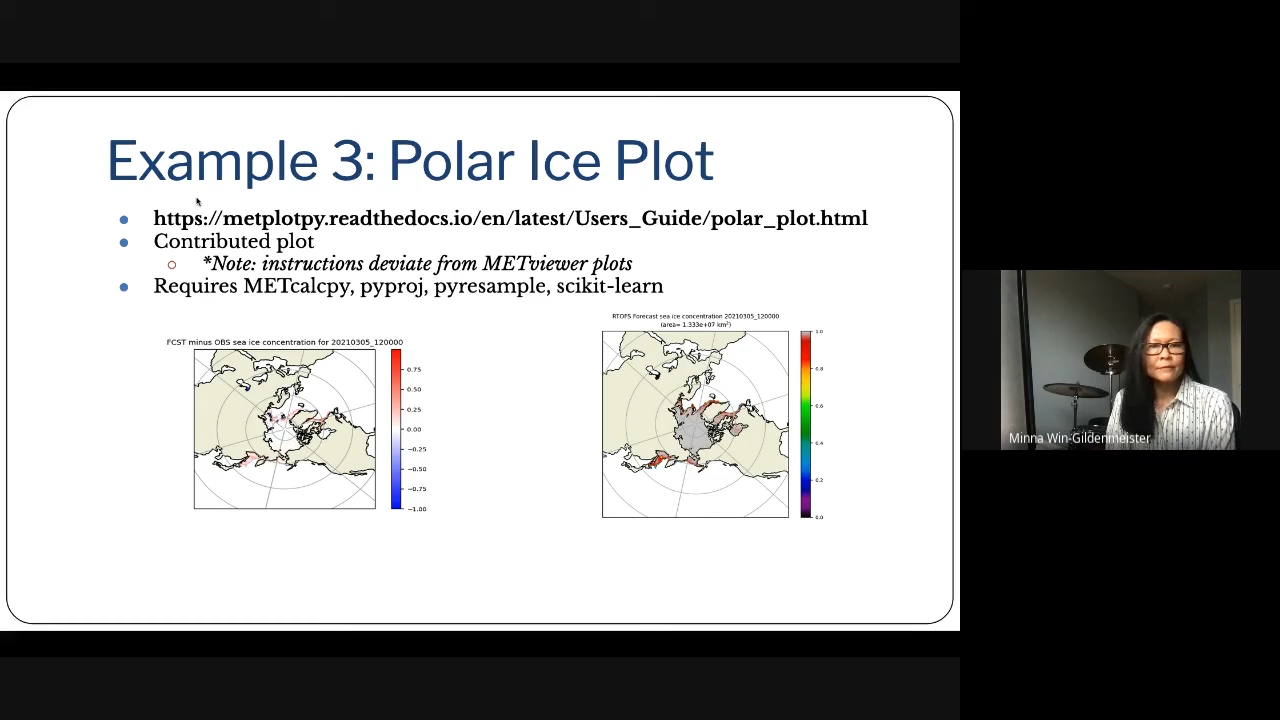 Example 3: Polar Ice Plot
https://metplotpy.readthedocs.io/en/latest/Users_Guide/polar_plot.html
Contributed plot
*Note: instructions deviate from METviewer plots
Requires METcalcpy, pyproj, pyresample, scikit-learn
FCST minus OBS sea ice concentration for 20210305_120000
0.75
0.50
0.25
0.00
−0.25
−0.50
−0.75
−1.00
RTOFS Forecast sea ice concentration 20210305_120000
(area= 1.333e+07 km²)
1.0
0.8
0.6
0.4
0.2
0.0
Minna Win-Gildenmeister